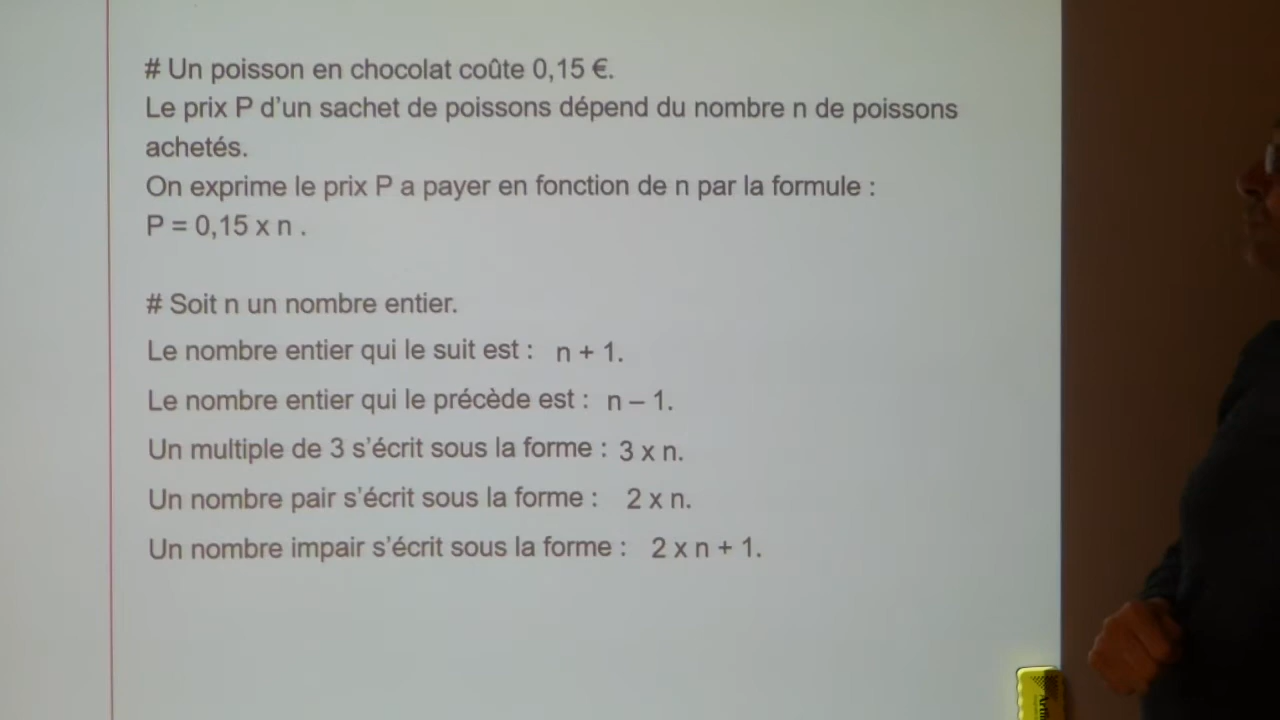 # Un poisson en chocolat coûte 0,15 €.
Le prix P d'un sachet de poissons dépend du nombre n de poissons
achetés.
On exprime le prix P a payer en fonction de n par la formule :
P = 0,15 x n .
# Soit n un nombre entier.
Le nombre entier qui le suit est : n + 1.
Le nombre entier qui le précède est : n – 1.
Un multiple de 3 s'écrit sous la forme : 3 x n.
Un nombre pair s'écrit sous la forme : 2 x n.
Un nombre impair s'écrit sous la forme : 2 x n + 1.